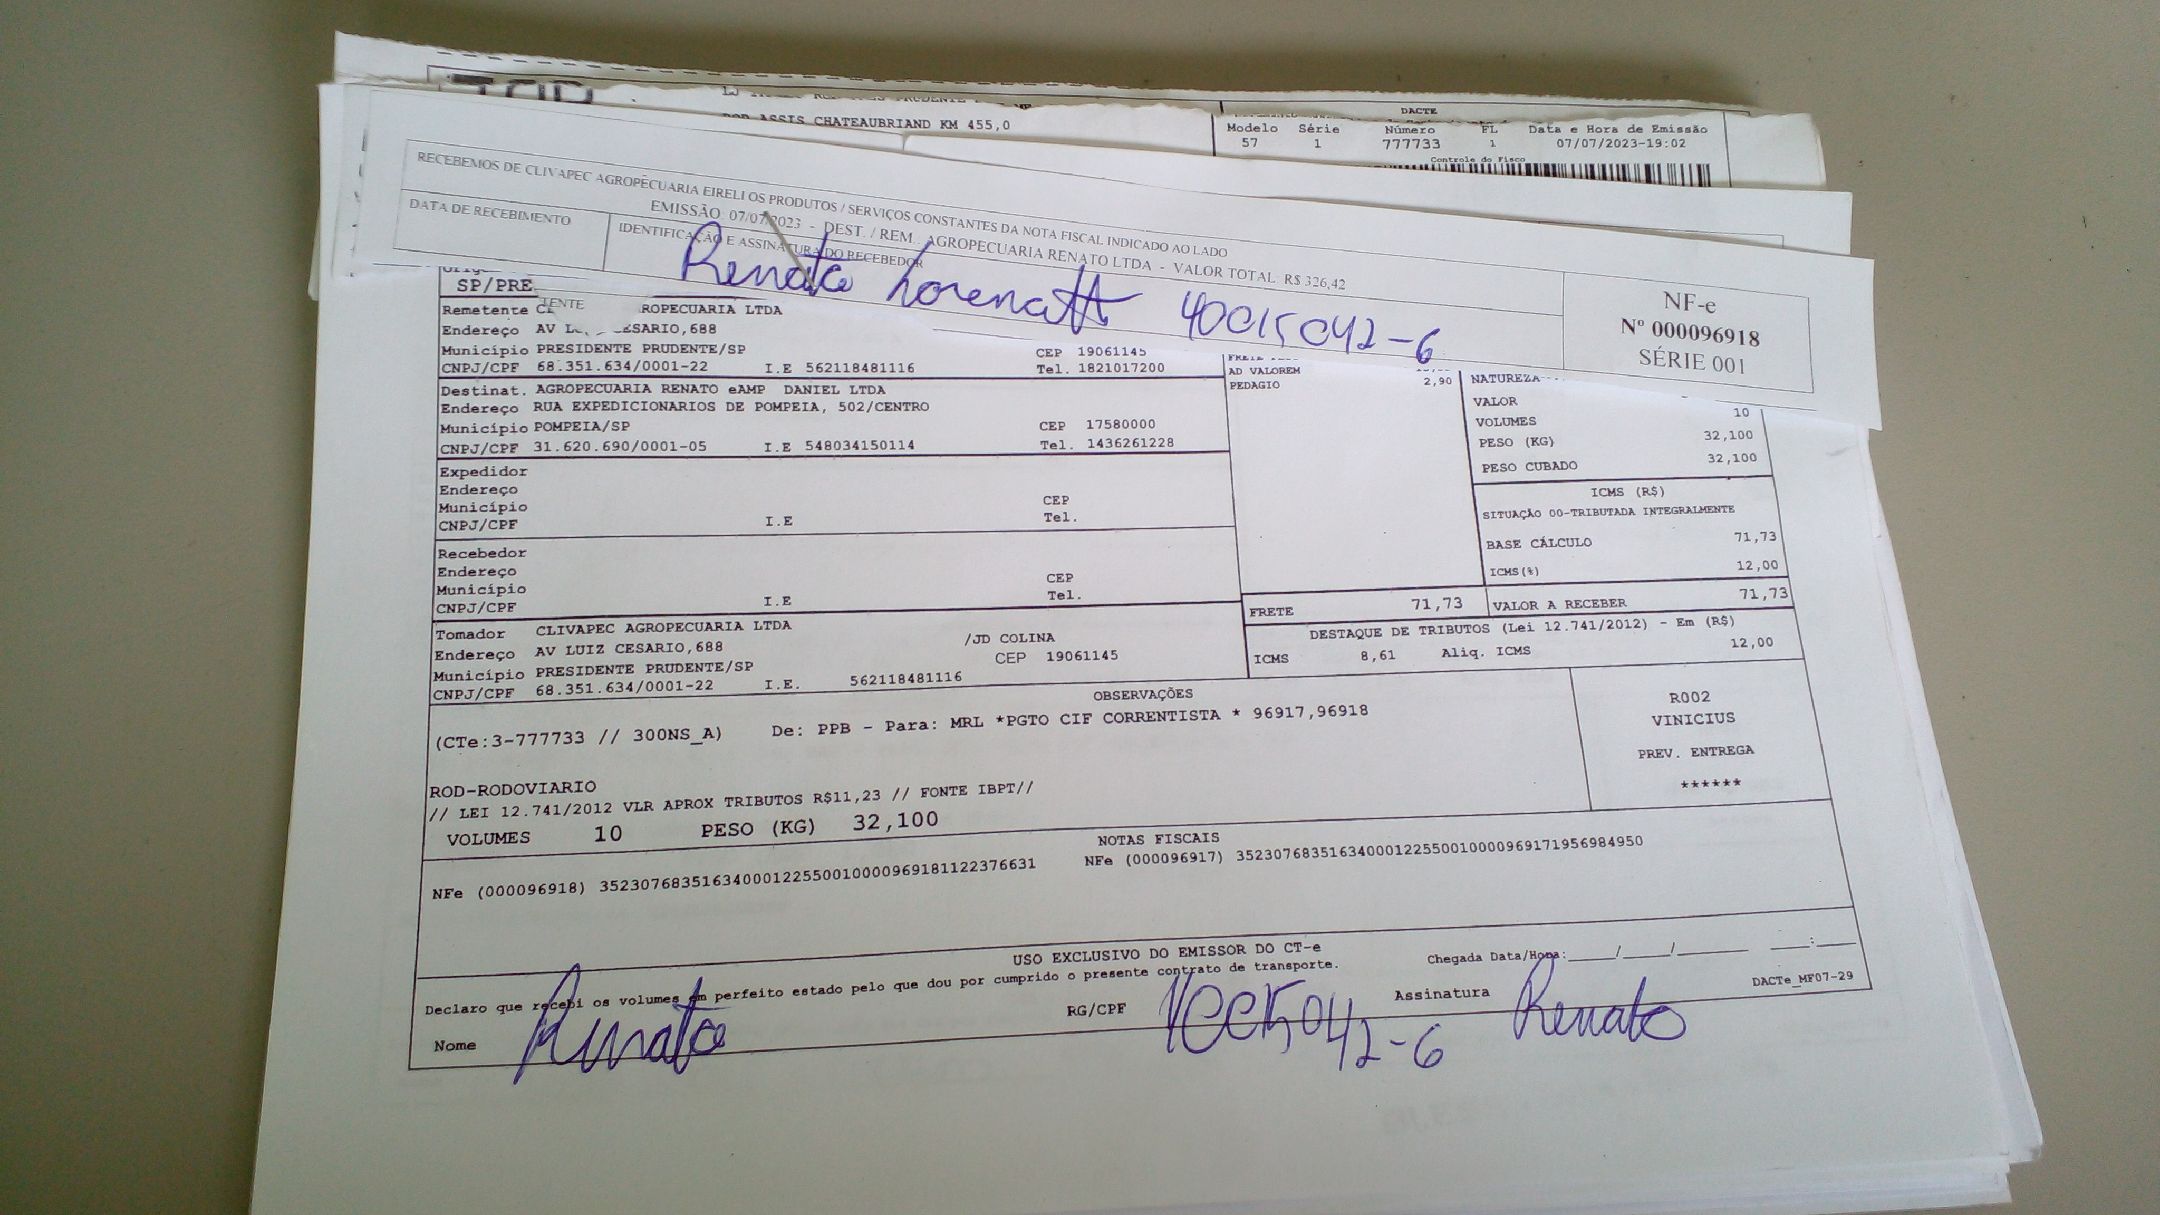 ASSIS CHATEAUBRIAND KM 455,0
DACTE
Modelo Série Número FL Data e Hora de Emissão
57 1 777733 1 07/07/2023-19:02
Controle do Fisco
RECEBEMOS DE CLIVAPEC AGROPECUARIA EIRELI OS PRODUTOS / SERVIÇOS CONSTANTES DA NOTA FISCAL INDICADO AO LADO
EMISSÃO: 07/07/2023 - DEST. / REM.: AGROPECUARIA RENATO LTDA - VALOR TOTAL R$ 326,42
DATA DE RECEBIMENTO
IDENTIFICAÇÃO E ASSINATURA DO RECEBEDOR
Renato
NF-e
Nº 000096918
SÉRIE 001
SP/PRE
Remetente ROPECUARIA LTDA
Endereço AV ESARIO,688
Município PRESIDENTE PRUDENTE/SP CEP 19061145
CNPJ/CPF 68.351.634/0001-22 I.E 562118481116 Tel. 1821017200
Destinat. AGROPECUARIA RENATO eAMP DANIEL LTDA
Endereço RUA EXPEDICIONARIOS DE POMPEIA, 502/CENTRO
Município POMPEIA/SP CEP 17580000
CNPJ/CPF 31.620.690/0001-05 I.E 548034150114 Tel. 1436261228
Expedidor
Endereço
Município CEP
CNPJ/CPF I.E Tel.
Recebedor
Endereço
Município CEP
CNPJ/CPF I.E Tel.
Tomador CLIVAPEC AGROPECUARIA LTDA
Endereço AV LUIZ CESARIO,688 /JD COLINA
Município PRESIDENTE PRUDENTE/SP CEP 19061145
CNPJ/CPF 68.351.634/0001-22 I.E. 562118481116
AD VALOREM
PEDAGIO 2,90
NATUREZA
VALOR
VOLUMES 10
PESO (KG) 32,100
PESO CUBADO 32,100
ICMS (R$)
SITUAÇÃO 00-TRIBUTADA INTEGRALMENTE
BASE CÁLCULO 71,73
ICMS(%) 12,00
FRETE 71,73 VALOR A RECEBER 71,73
DESTAQUE DE TRIBUTOS (Lei 12.741/2012) - Em (R$)
ICMS 8,61 Aliq. ICMS 12,00
OBSERVAÇÕES
(CTe:3-777733 // 300NS_A) De: PPB - Para: MRL *PGTO CIF CORRENTISTA * 96917,96918
ROD-RODOVIARIO
// LEI 12.741/2012 VLR APROX TRIBUTOS R$11,23 // FONTE IBPT//
VOLUMES 10 PESO (KG) 32,100
R002
VINICIUS
PREV. ENTREGA
******
NOTAS FISCAIS
NFe (000096918) 35230768351634000122550010000969181122376631 NFe (000096917) 35230768351634000122550010000969171956984950
USO EXCLUSIVO DO EMISSOR DO CT-e
Declaro que recebi os volumes em perfeito estado pelo que dou por cumprido o presente contrato de transporte.
Chegada Data/Hora:_____/_____/_______ ____:____
Nome Renato RG/CPF Assinatura Renato
DACTe_MF07-29